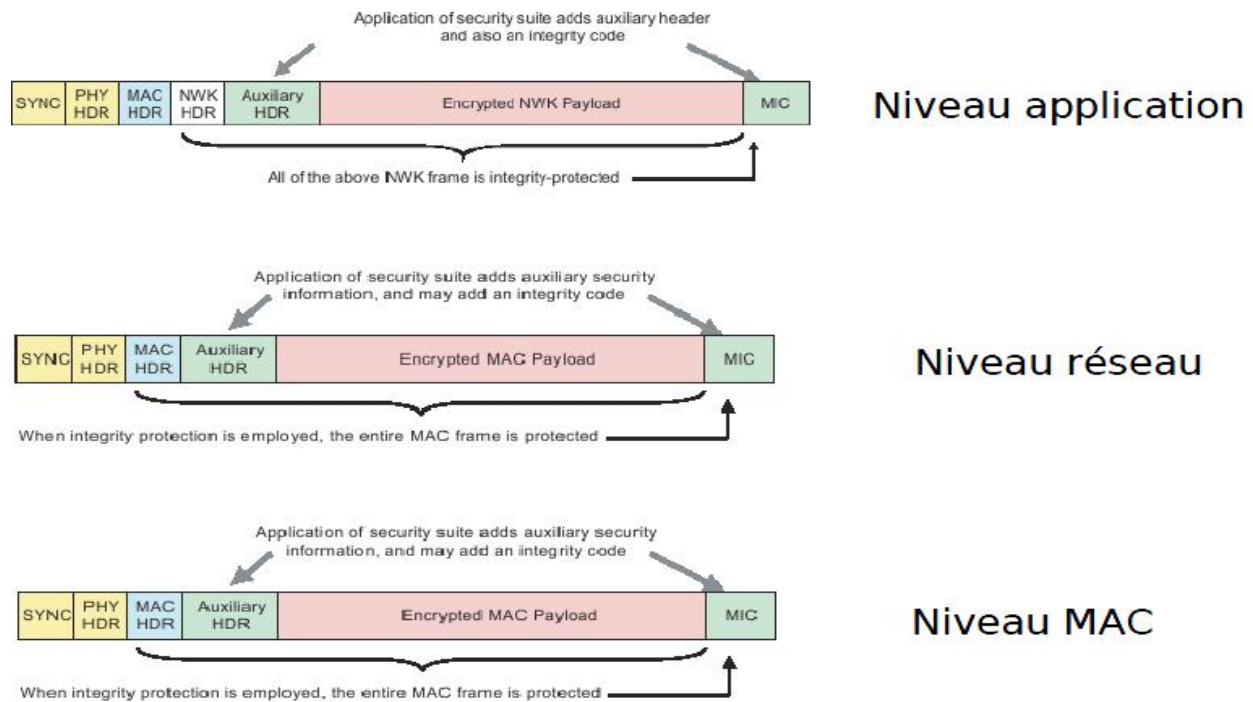 Application of security suite adds auxiliary header
and also an integrity code
SYNC
PHY
HDR
MAC
HDR
NWK
HDR
Auxiliary
HDR
Encrypted NWK Payload
MIC
Niveau application
All of the above NWK frame is integrity-protected
Application of security suite adds auxiliary security
information, and may add an integrity code
SYNC
PHY
HDR
MAC
HDR
Auxiliary
HDR
Encrypted MAC Payload
MIC
Niveau réseau
When integrity protection is employed, the entire MAC frame is protected
Application of security suite adds auxiliary security
information, and may add an integrity code
SYNC
PHY
HDR
MAC
HDR
Auxiliary
HDR
Encrypted MAC Payload
MIC
Niveau MAC
When integrity protection is employed, the entire MAC frame is protected